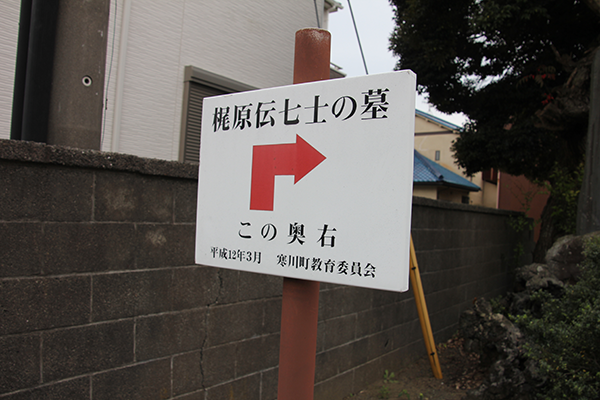 梶原伝七士の墓
この奥右
平成12年3月 寒川町教育委員会